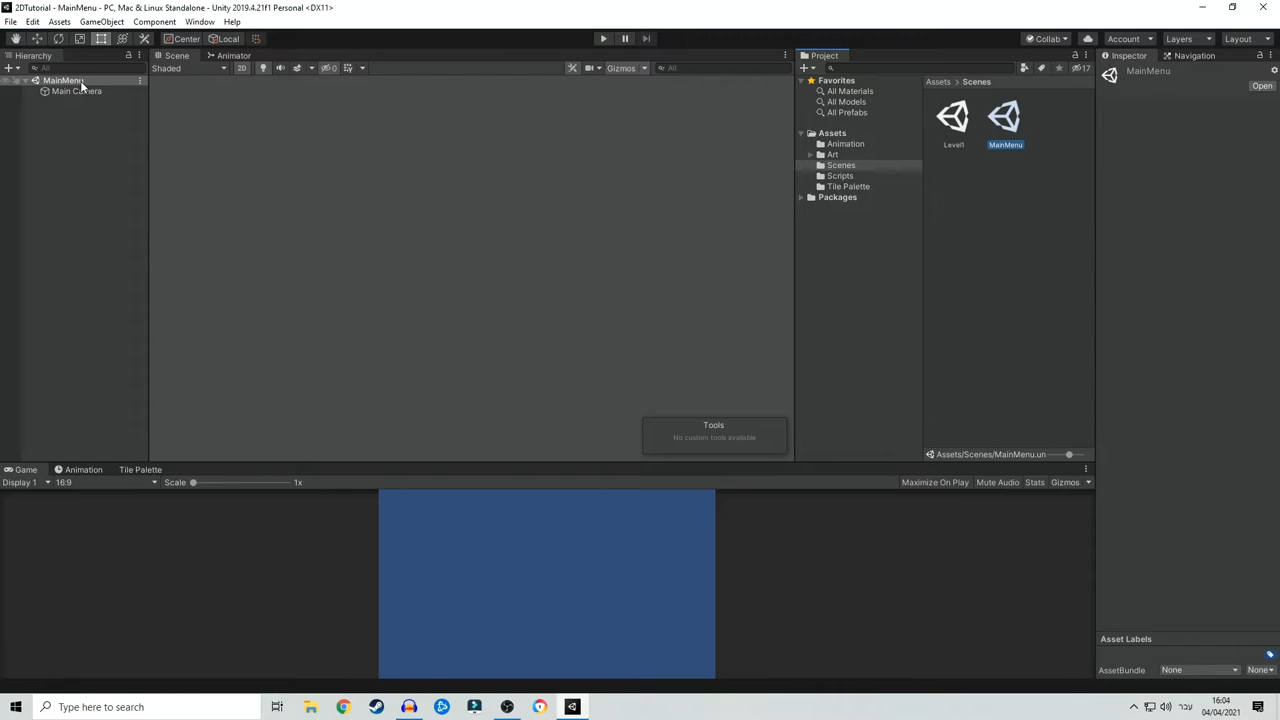 2DTutorial - MainMenu - PC, Mac & Linux Standalone - Unity 2019.4.21f1 Personal <DX11>
File Edit Assets GameObject Component Window Help
Center Local Collab Account Layers Layout
Hierarchy
All
MainMenu
Main Camera
Scene Animator
Shaded 2D 0 Gizmos All
Tools
No custom tools available
Project
17
Favorites
All Materials
All Models
All Prefabs
Assets
Animation
Art
Scenes
Scripts
Tile Palette
Packages
Assets > Scenes
Level1 MainMenu
Assets/Scenes/MainMenu.un
Inspector Navigation
MainMenu
Open
Asset Labels
AssetBundle None None
Game Animation Tile Palette
Display 1 16:9 Scale 1x Maximize On Play Mute Audio Stats Gizmos
Type here to search
עבר
16:04
04/04/2021